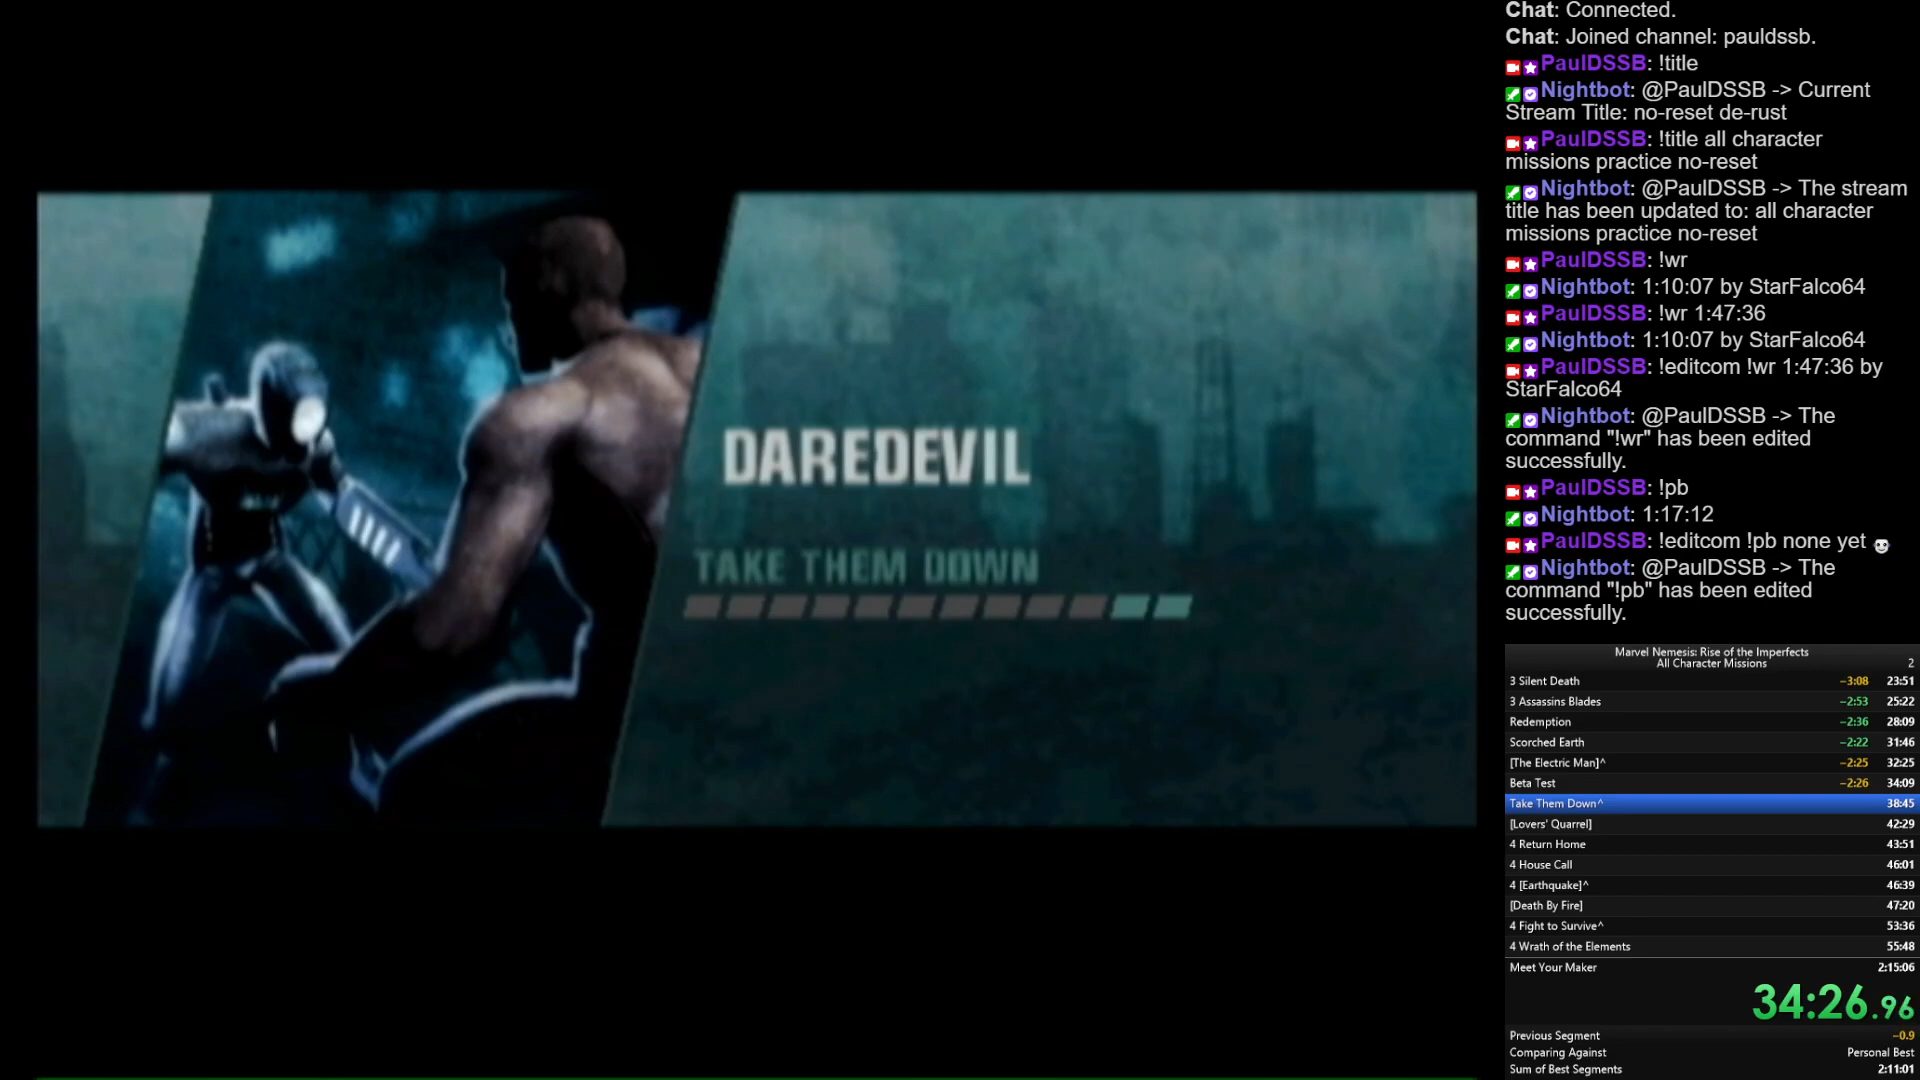 DAREDEVIL
TAKE THEM DOWN
Chat: Connected.
Chat: Joined channel: pauldssb.
PaulDSSB: !title
Nightbot: @PaulDSSB -> Current
Stream Title: no-reset de-rust
PaulDSSB: !title all character
missions practice no-reset
Nightbot: @PaulDSSB -> The stream
title has been updated to: all character
missions practice no-reset
PaulDSSB: !wr
Nightbot: 1:10:07 by StarFalco64
PaulDSSB: !wr 1:47:36
Nightbot: 1:10:07 by StarFalco64
PaulDSSB: !editcom !wr 1:47:36 by
StarFalco64
Nightbot: @PaulDSSB -> The
command "!wr" has been edited
successfully.
PaulDSSB: !pb
Nightbot: 1:17:12
PaulDSSB: !editcom !pb none yet
Nightbot: @PaulDSSB -> The
command "!pb" has been edited
successfully.
Marvel Nemesis: Rise of the Imperfects
All Character Missions 2
3 Silent Death −3:08 23:51
3 Assassins Blades −2:53 25:22
Redemption −2:36 28:09
Scorched Earth −2:22 31:46
[The Electric Man]^ −2:25 32:25
Beta Test −2:26 34:09
Take Them Down^ 38:45
[Lovers' Quarrel] 42:29
4 Return Home 43:51
4 House Call 46:01
4 [Earthquake]^ 46:39
[Death By Fire] 47:20
4 Fight to Survive^ 53:36
4 Wrath of the Elements 55:48
Meet Your Maker 2:15:06
34:26.96
Previous Segment −0.9
Comparing Against Personal Best
Sum of Best Segments 2:11:01